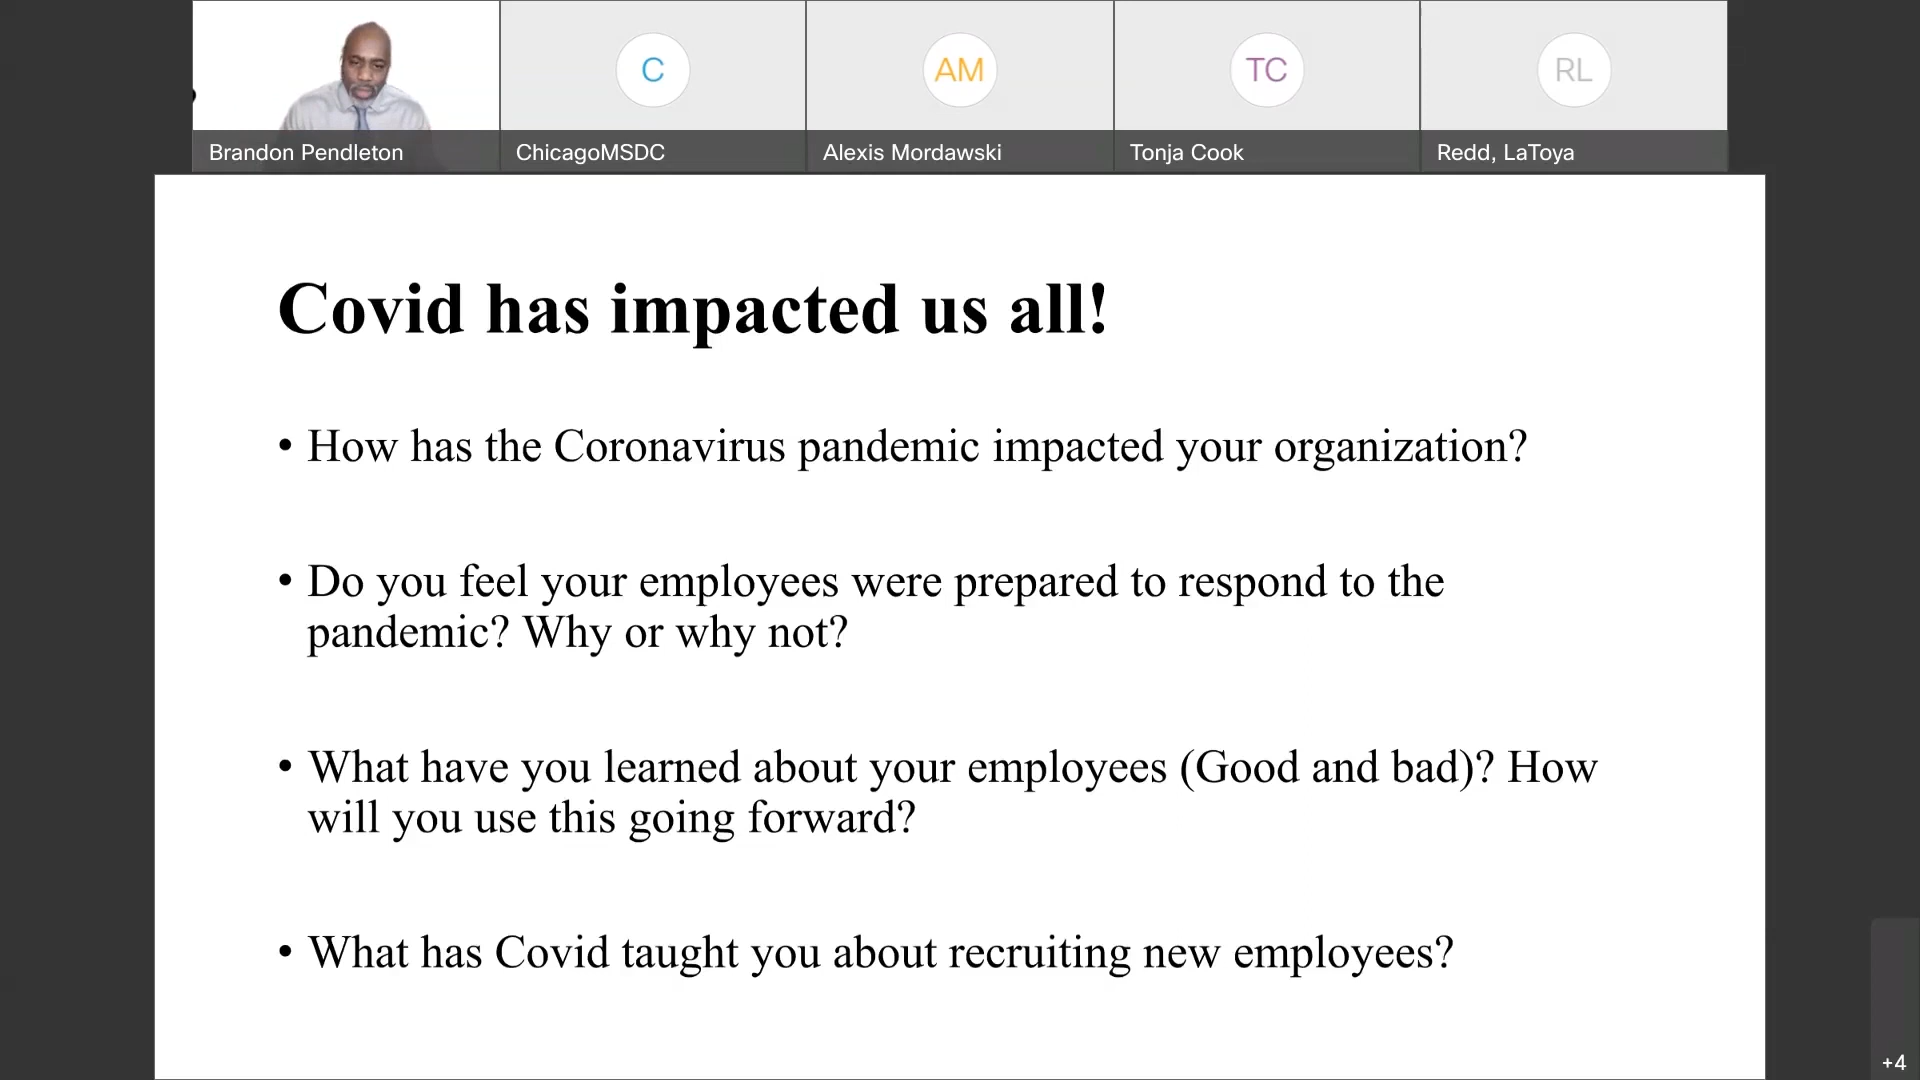 C
AM
TC
RL
Brandon Pendleton
ChicagoMSDC
Alexis Mordawski
Tonja Cook
Redd, LaToya
Covid has impacted us all!
• How has the Coronavirus pandemic impacted your organization?
• Do you feel your employees were prepared to respond to the
pandemic? Why or why not?
• What have you learned about your employees (Good and bad)? How
will you use this going forward?
• What has Covid taught you about recruiting new employees?
+4